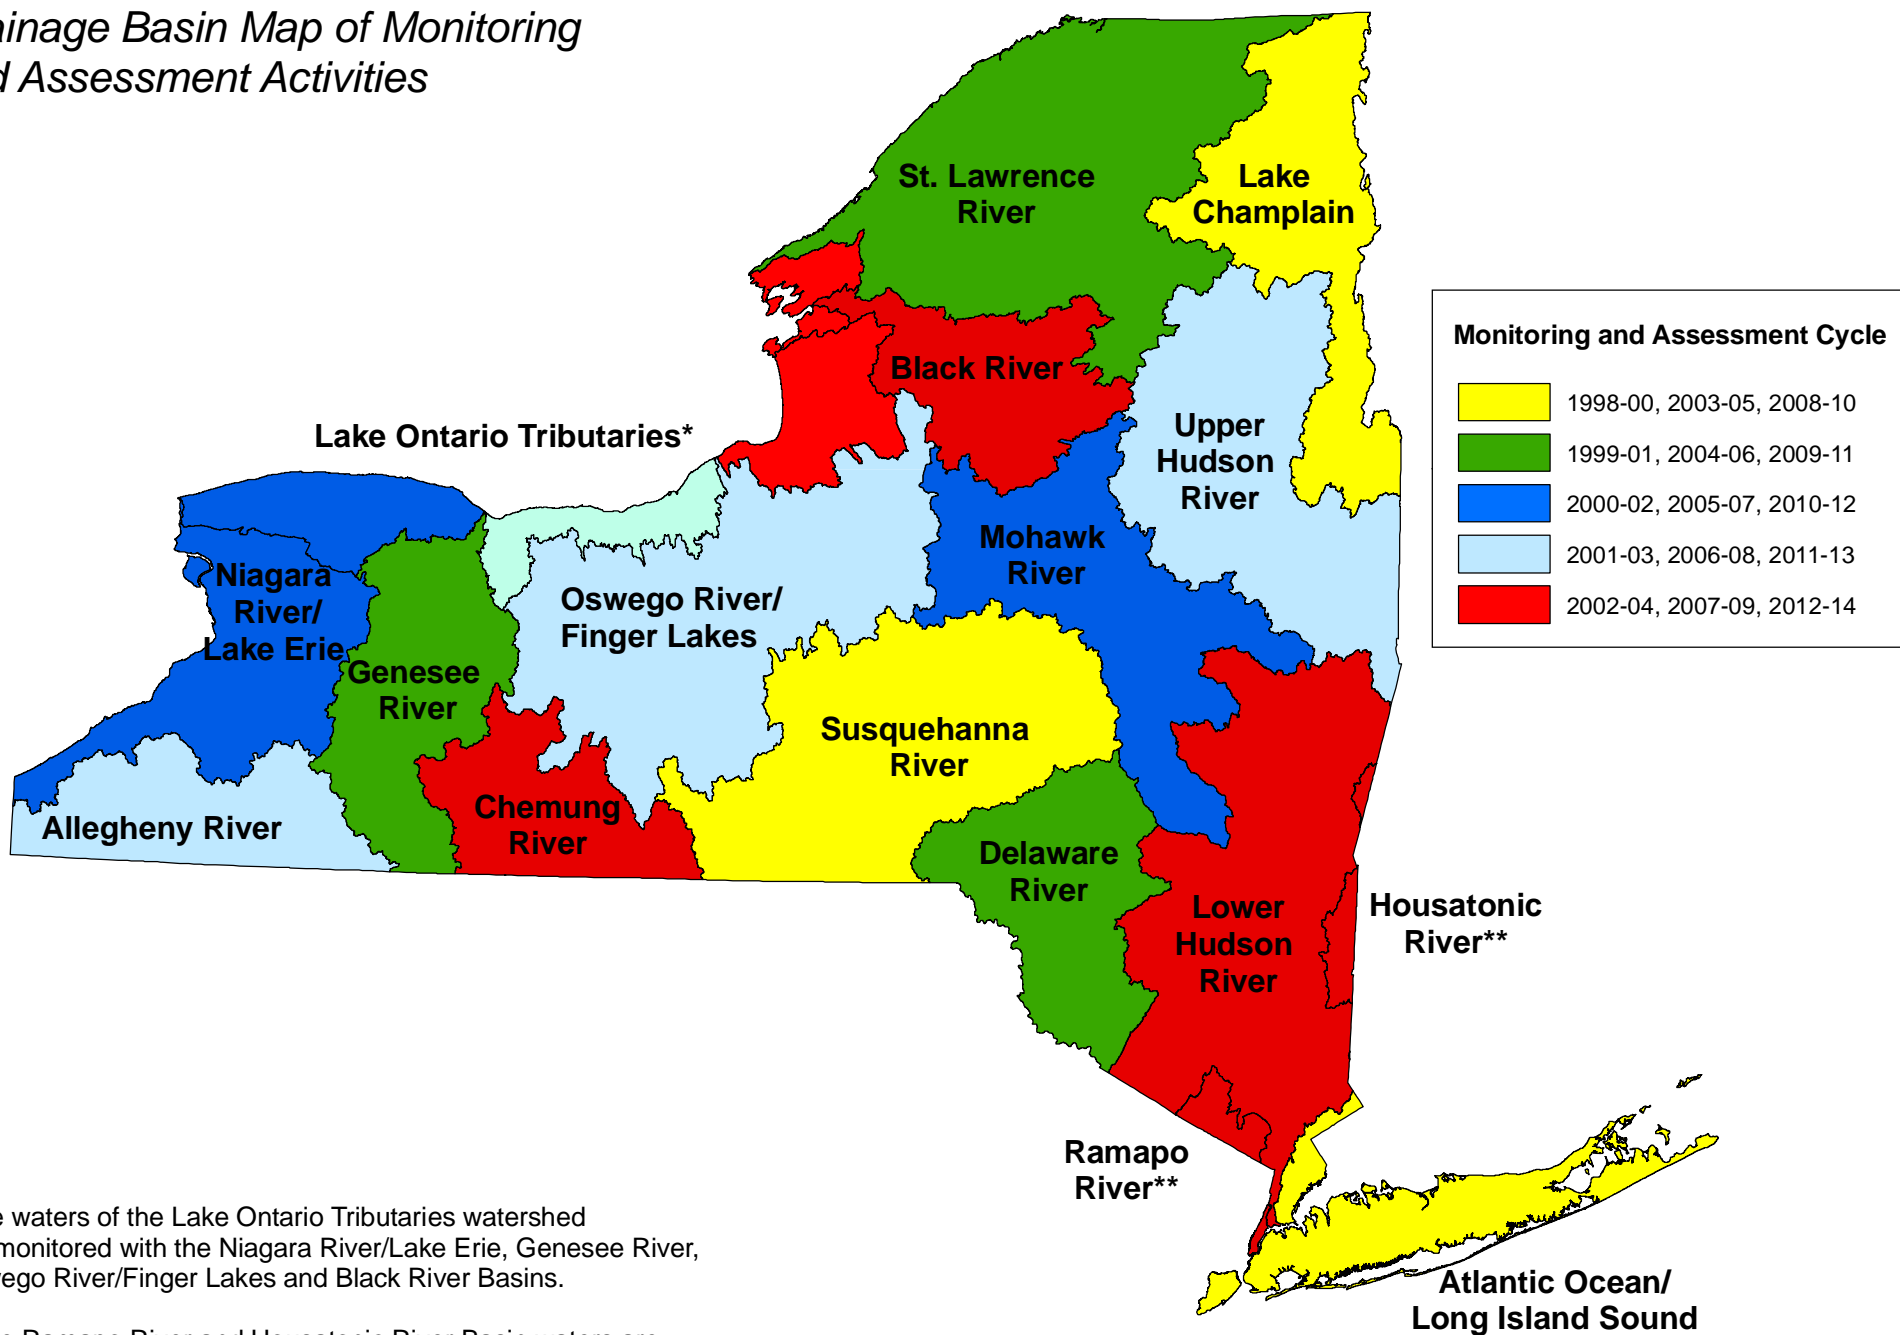 Basin Map of Monitoring
Assessment Activities
St. Lawrence
River
Lake
Champlain
Black River
Lake Ontario Tributaries*
Upper
Hudson
River
Mohawk
River
Niagara
River/
Lake Erie
Oswego River/
Finger Lakes
Genesee
River
Susquehanna
River
Allegheny River
Chemung
River
Delaware
River
Lower
Hudson
River
Housatonic
River**
Ramapo
River**
Atlantic Ocean/
Long Island Sound
Monitoring and Assessment Cycle
1998-00, 2003-05, 2008-10
1999-01, 2004-06, 2009-11
2000-02, 2005-07, 2010-12
2001-03, 2006-08, 2011-13
2002-04, 2007-09, 2012-14
waters of the Lake Ontario Tributaries watershed
monitored with the Niagara River/Lake Erie, Genesee River,
River/Finger Lakes and Black River Basins.